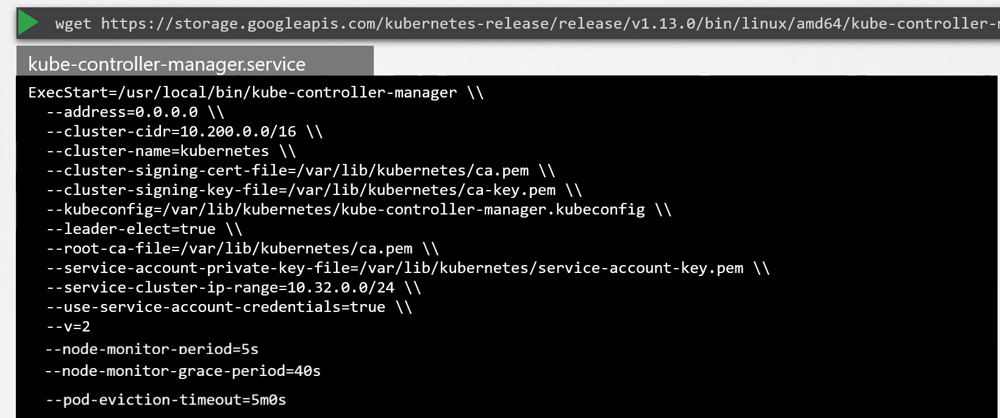 wget https://storage.googleapis.com/kubernetes-release/release/v1.13.0/bin/linux/amd64/kube-controller-
kube-controller-manager.service
ExecStart=/usr/local/bin/kube-controller-manager \\
--address=0.0.0.0 \\
--cluster-cidr=10.200.0.0/16 \\
--cluster-name=kubernetes \\
--cluster-signing-cert-file=/var/lib/kubernetes/ca.pem \\
--cluster-signing-key-file=/var/lib/kubernetes/ca-key.pem \\
--kubeconfig=/var/lib/kubernetes/kube-controller-manager.kubeconfig \\
--leader-elect=true \\
--root-ca-file=/var/lib/kubernetes/ca.pem \\
--service-account-private-key-file=/var/lib/kubernetes/service-account-key.pem \\
--service-cluster-ip-range=10.32.0.0/24 \\
--use-service-account-credentials=true \\
--v=2
--node-monitor-period=5s
--node-monitor-grace-period=40s
--pod-eviction-timeout=5m0s